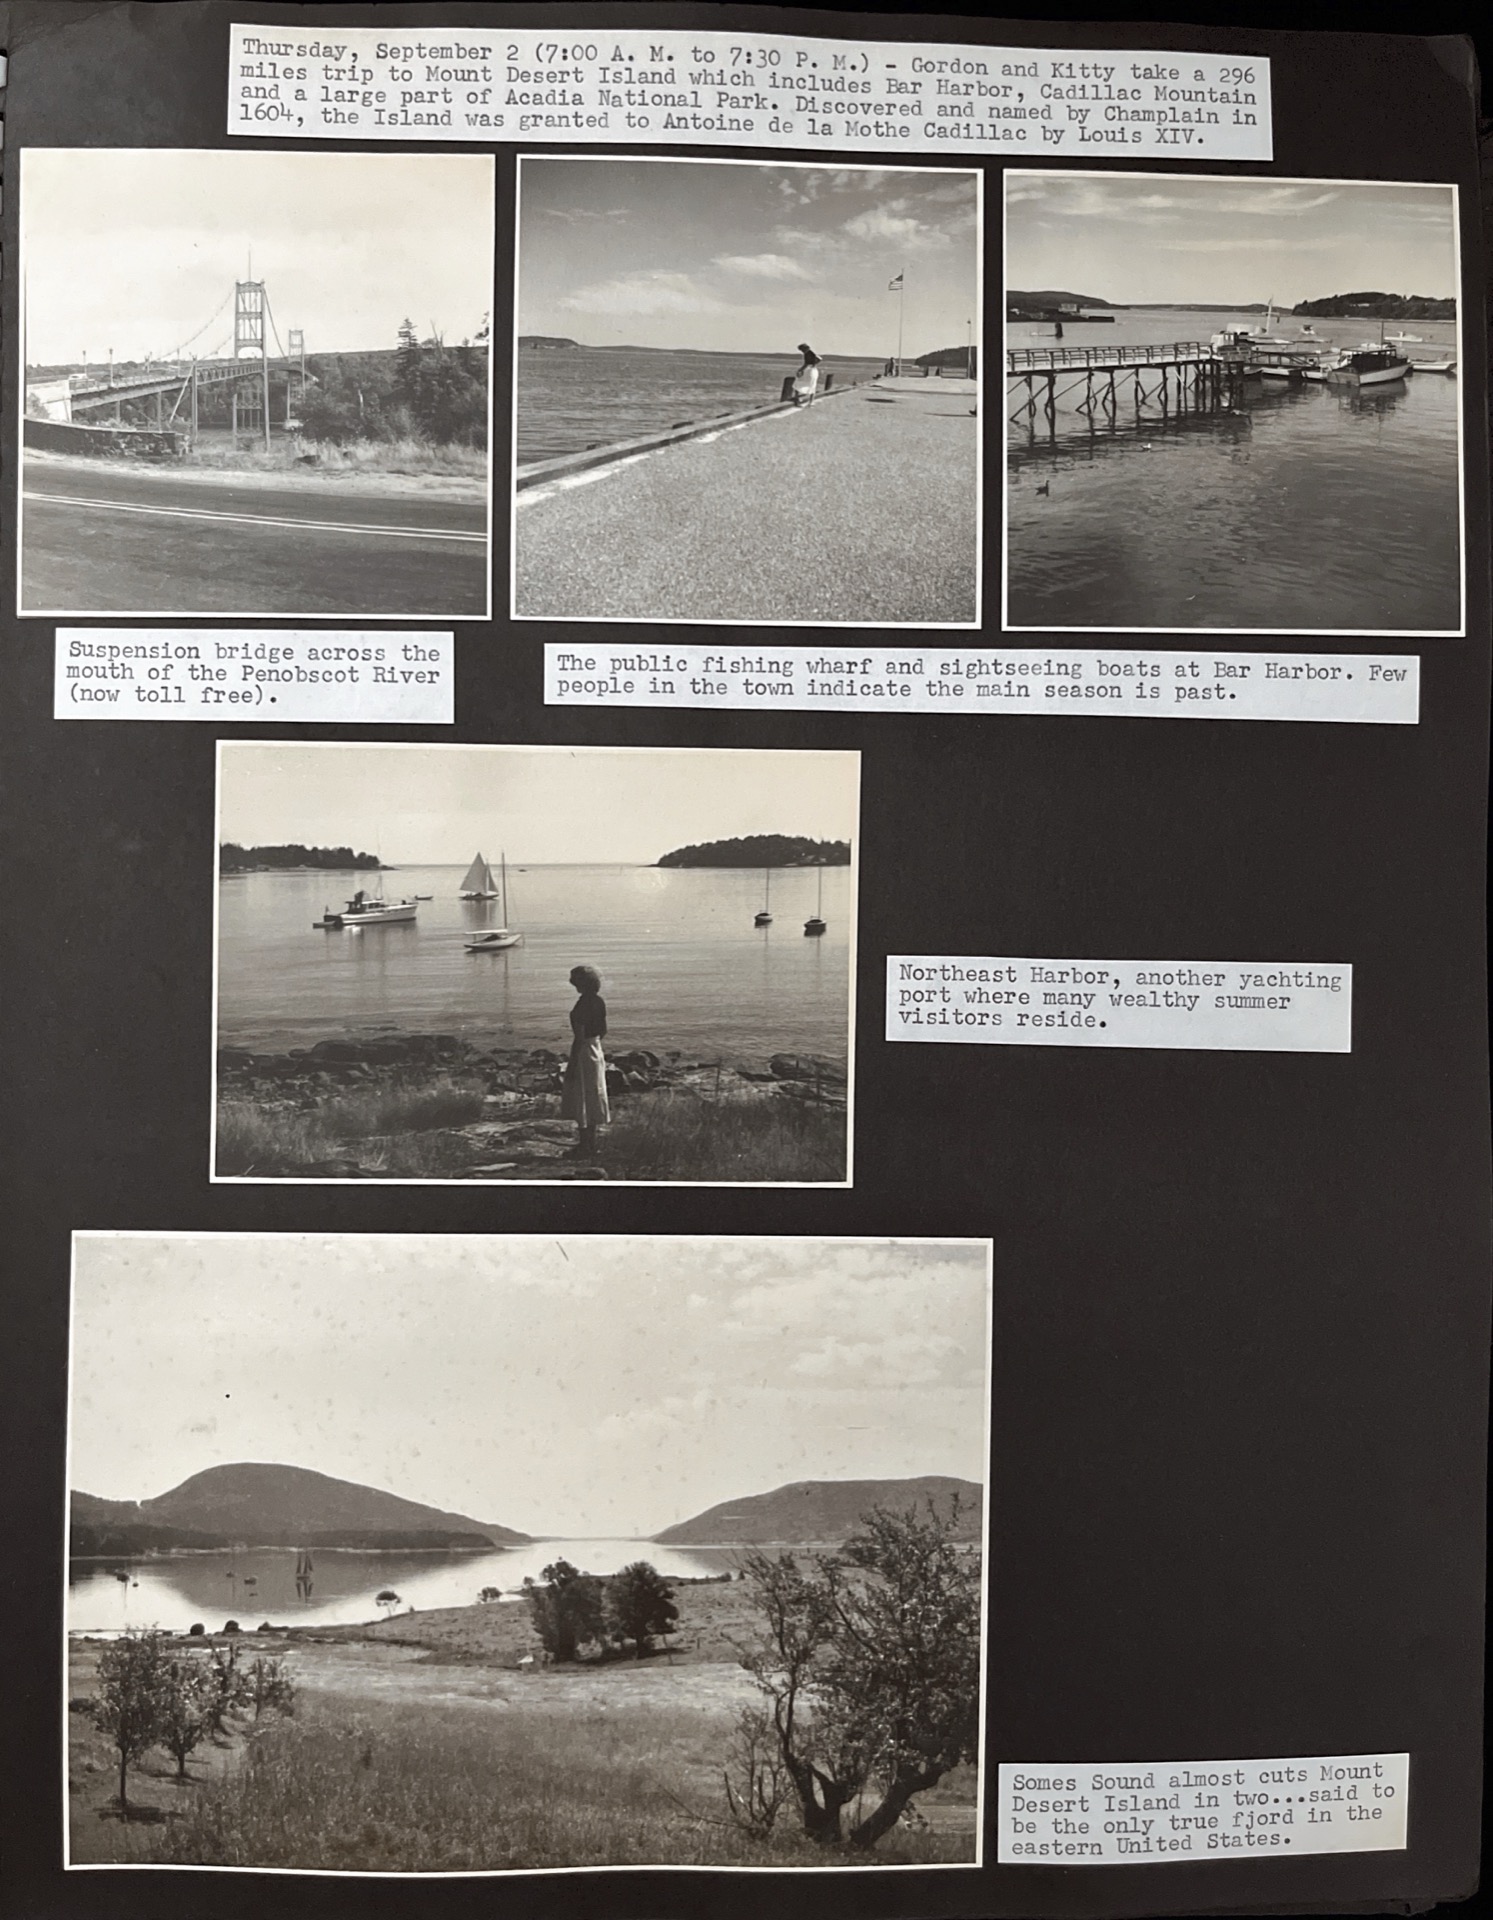 Thursday, September 2 (7:00 A. M. to 7:30 P. M.) - Gordon and Kitty take a 296
miles trip to Mount Desert Island which includes Bar Harbor, Cadillac Mountain
and a large part of Acadia National Park. Discovered and named by Champlain in
1604, the Island was granted to Antoine de la Mothe Cadillac by Louis XIV.
Suspension bridge across the
mouth of the Penobscot River
(now toll free).
The public fishing wharf and sightseeing boats at Bar Harbor. Few
people in the town indicate the main season is past.
Northeast Harbor, another yachting
port where many wealthy summer
visitors reside.
Somes Sound almost cuts Mount
Desert Island in two...said to
be the only true fjord in the
eastern United States.